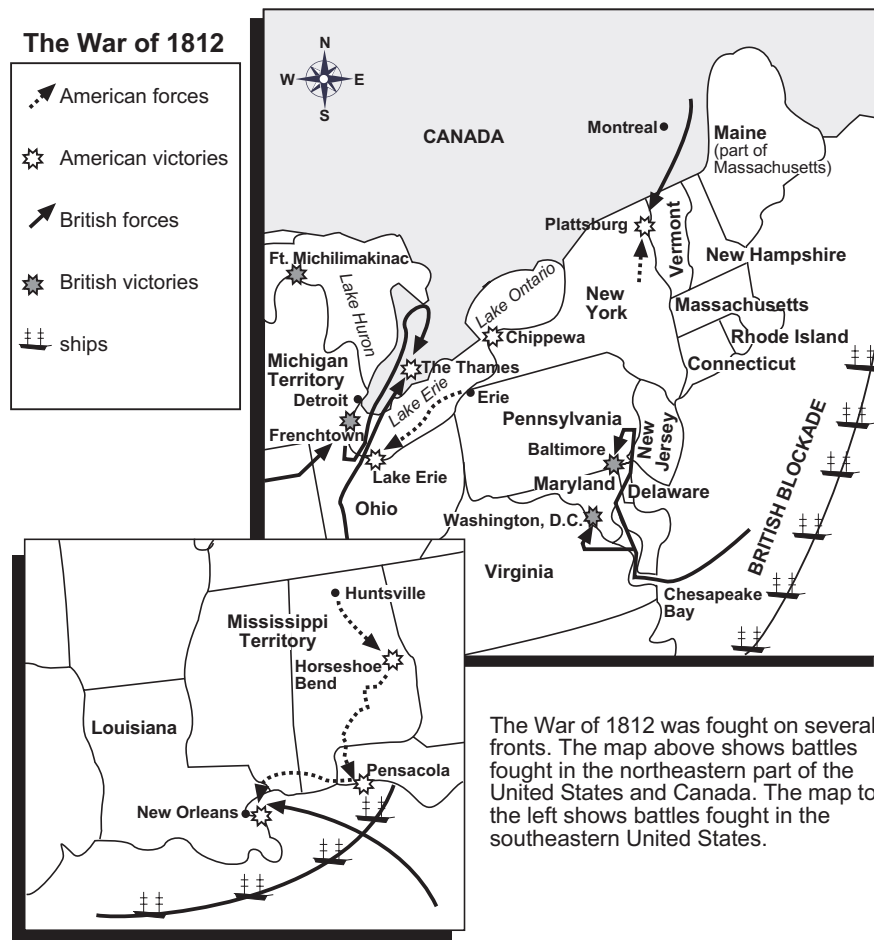 The War of 1812
American forces
American victories
British forces
British victories
ships
N
W
E
S
CANADA
Montreal
Maine
(part of
Massachusetts)
Plattsburg
Vermont
New Hampshire
Ft. Michilimakinac
Lake Huron
Lake Ontario
New
York
Massachusetts
Rhode Island
Connecticut
Chippewa
Michigan
Territory
The Thames
Detroit
Lake Erie
Erie
Frenchtown
Pennsylvania
New
Jersey
Baltimore
Lake Erie
Maryland
Delaware
Ohio
Washington, D.C.
BRITISH BLOCKADE
Virginia
Chesapeake
Bay
Huntsville
Mississippi
Territory
Horseshoe
Bend
Louisiana
Pensacola
New Orleans
The War of 1812 was fought on several
fronts. The map above shows battles
fought in the northeastern part of the
United States and Canada. The map to
the left shows battles fought in the
southeastern United States.